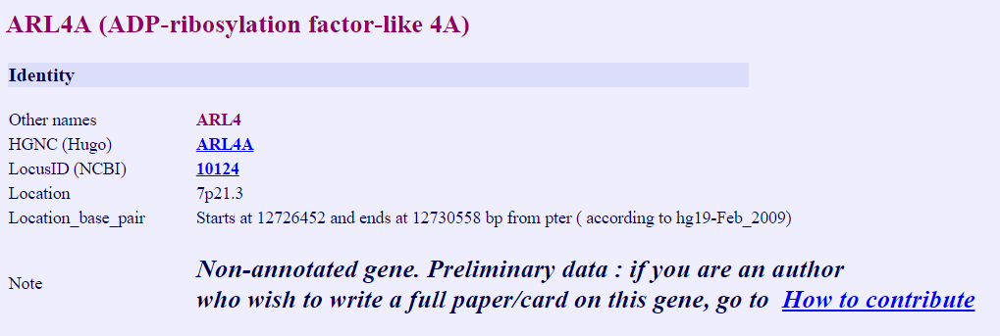 ARL4A (ADP-ribosylation factor-like 4A)
Identity
Other names ARL4
HGNC (Hugo) ARL4A
LocusID (NCBI) 10124
Location 7p21.3
Location_base_pair Starts at 12726452 and ends at 12730558 bp from pter ( according to hg19-Feb_2009)
Note Non-annotated gene. Preliminary data : if you are an author
who wish to write a full paper/card on this gene, go to How to contribute